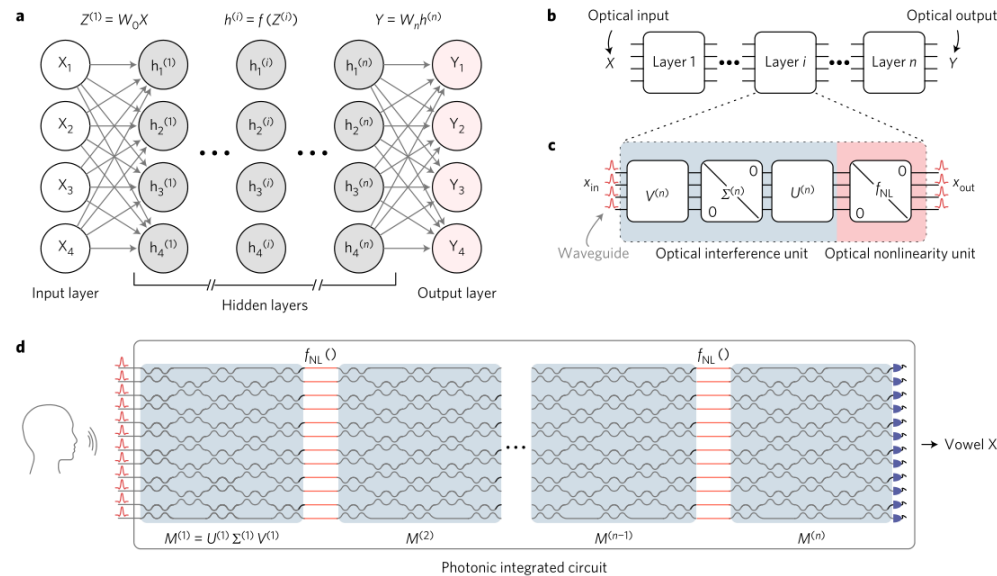 a
Z⁽¹⁾ = W₀X
h⁽ⁱ⁾ = f(Z⁽ⁱ⁾)
Y = Wₙh⁽ⁿ⁾
X₁ h₁⁽¹⁾ h₁⁽ⁱ⁾ h₁⁽ⁿ⁾ Y₁
X₂ h₂⁽¹⁾ h₂⁽ⁱ⁾ h₂⁽ⁿ⁾ Y₂
X₃ h₃⁽¹⁾ h₃⁽ⁱ⁾ h₃⁽ⁿ⁾ Y₃
X₄ h₄⁽¹⁾ h₄⁽ⁱ⁾ h₄⁽ⁿ⁾ Y₄
Input layer
Hidden layers
Output layer
b
Optical input
Optical output
X
Layer 1
Layer i
Layer n
Y
c
x_in
V⁽ⁿ⁾
0
Σ⁽ⁿ⁾
0
U⁽ⁿ⁾
0
f_NL
0
x_out
Waveguide
Optical interference unit
Optical nonlinearity unit
d
f_NL()
f_NL()
Vowel X
M⁽¹⁾ = U⁽¹⁾ Σ⁽¹⁾ V⁽¹⁾
M⁽²⁾
M⁽ⁿ⁻¹⁾
M⁽ⁿ⁾
Photonic integrated circuit